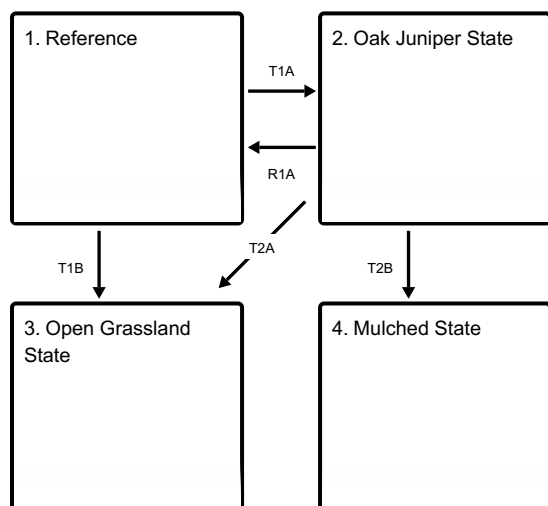 1. Reference
2. Oak Juniper State
T1A
R1A
T1B
T2A
T2B
3. Open Grassland
State
4. Mulched State